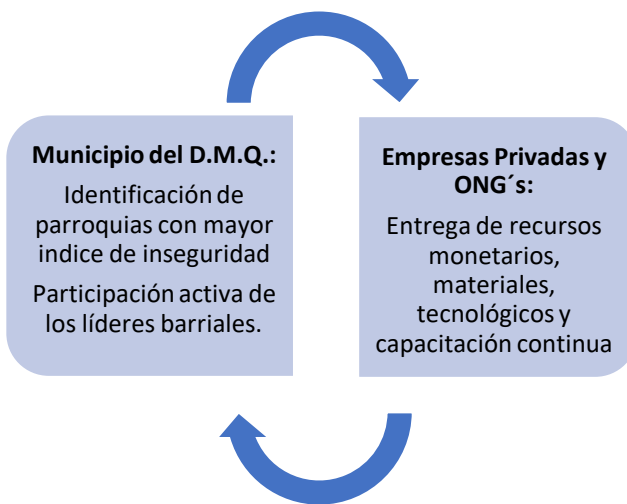 Municipio del D.M.Q.:
Identificación de
parroquias con mayor
indice de inseguridad
Participación activa de
los líderes barriales.
Empresas Privadas y
ONG´s:
Entrega de recursos
monetarios,
materiales,
tecnológicos y
capacitación continua